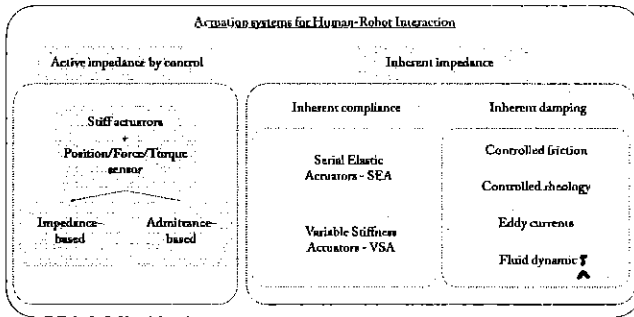 Actuation systems for Human-Robot Interaction
Active impedance by control
Inherent impedance
Stiff actuators
+
Position/Force/Torque
sensor
Impedance-
based
Admittance-
based
Inherent compliance
Serial Elastic
Actuators - SEA
Variable Stiffness
Actuators - VSA
Inherent damping
Controlled friction
Controlled rheology
Eddy currents
Fluid dynamic s